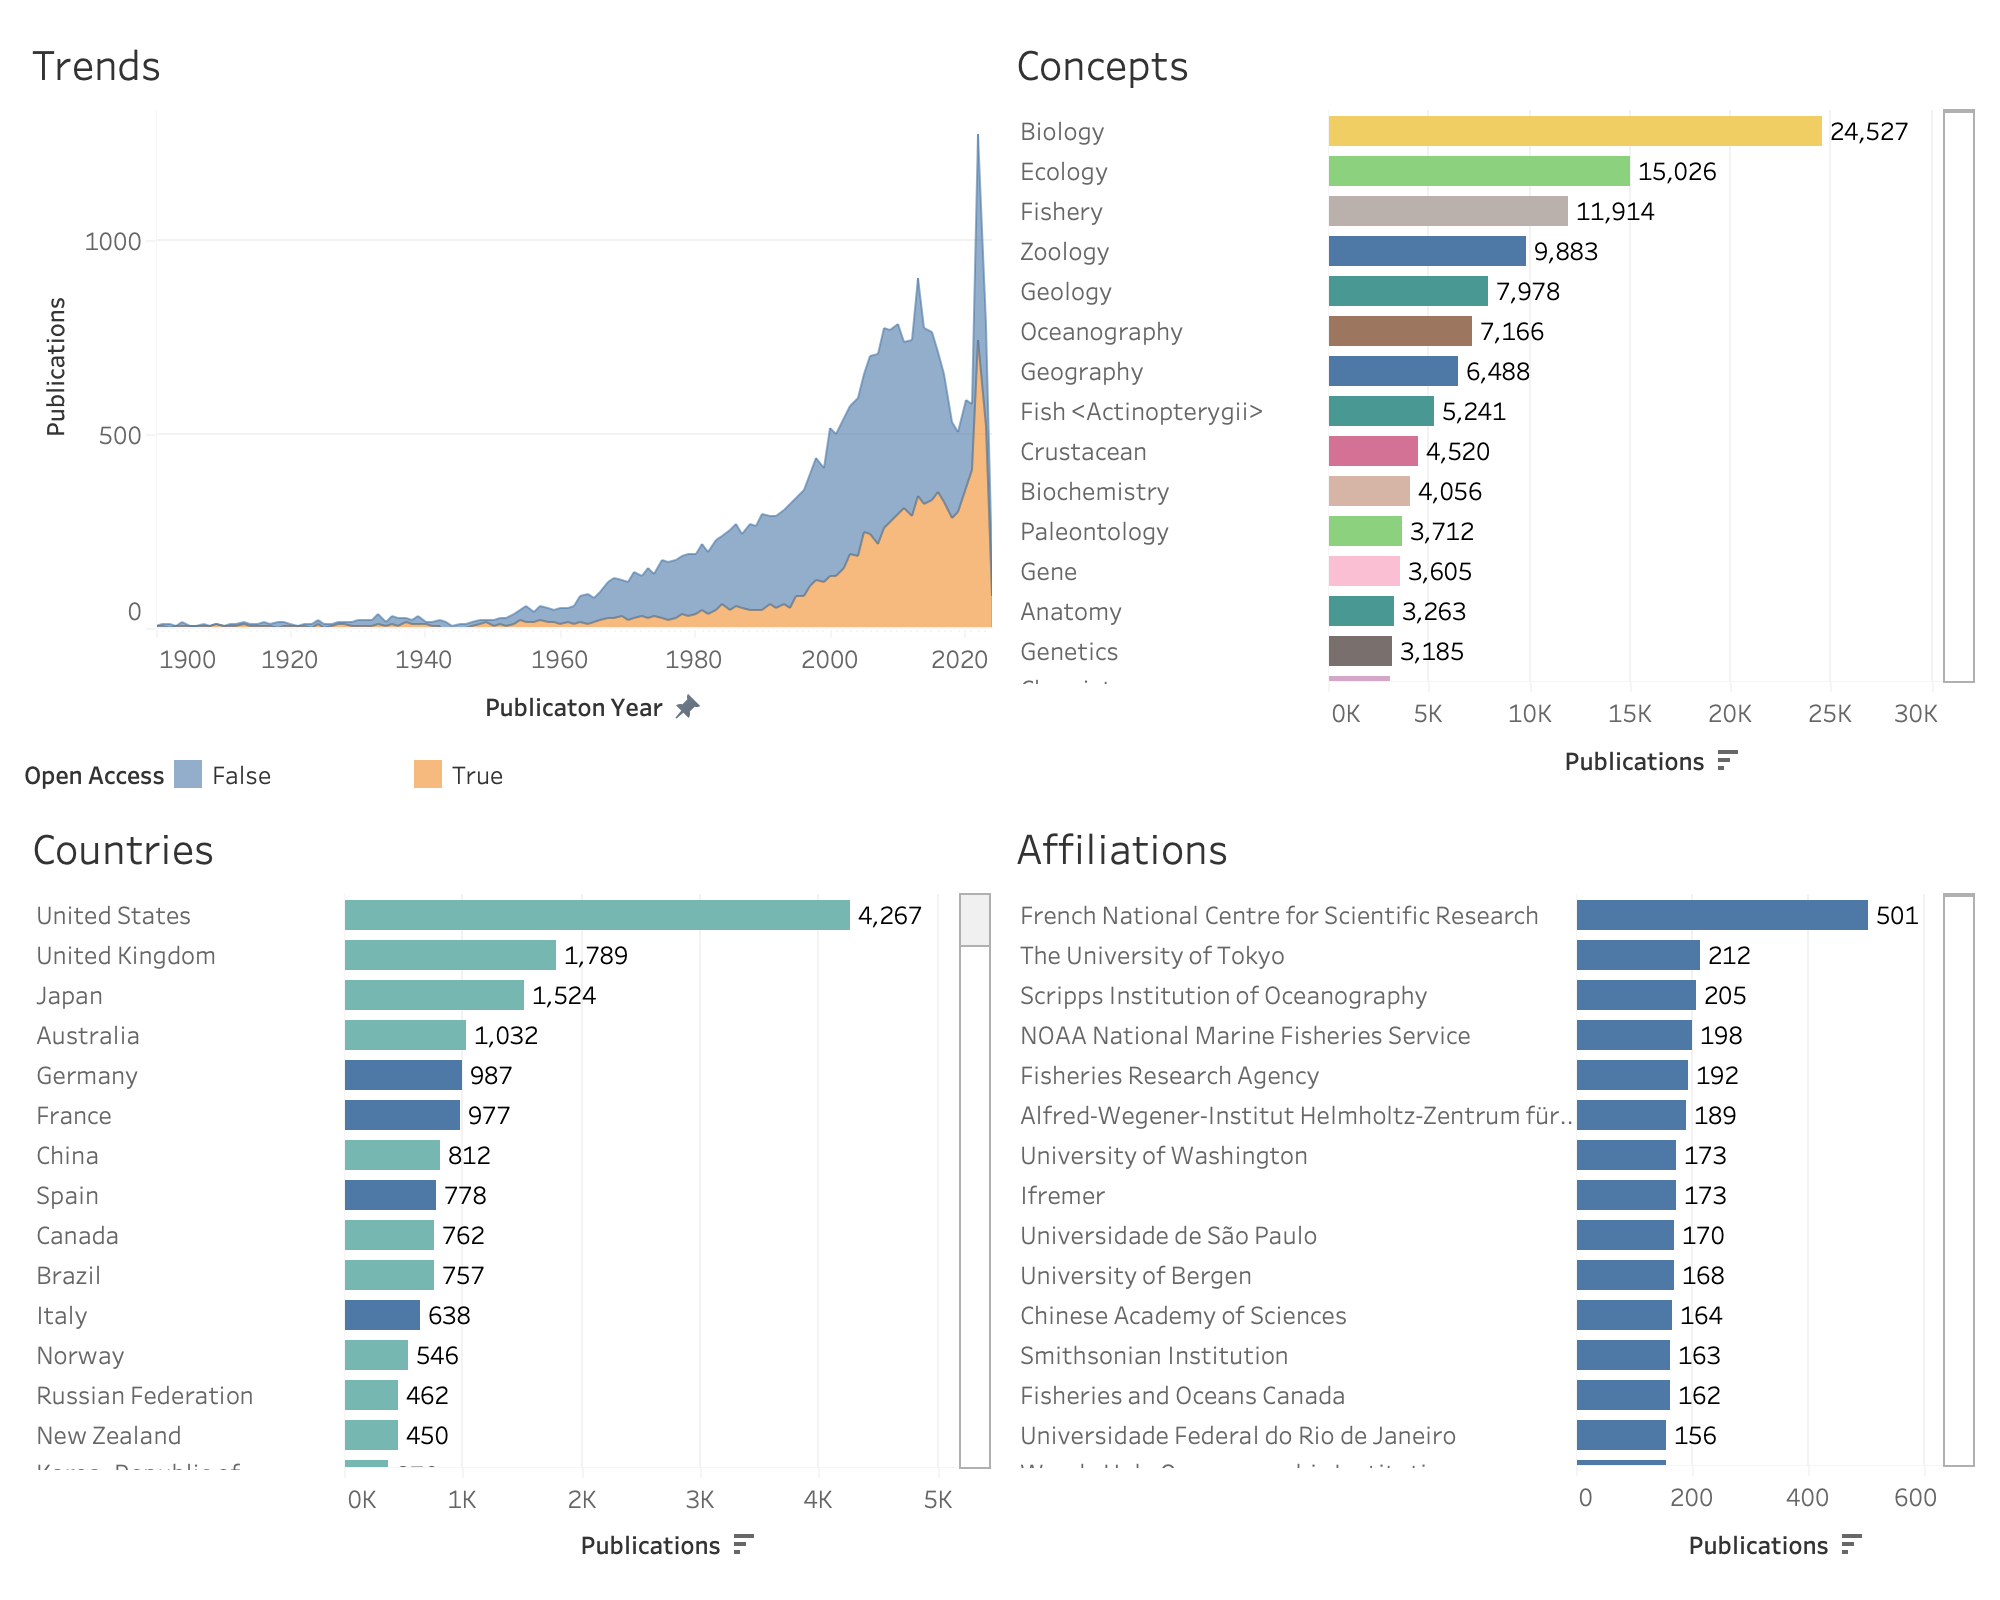 Trends
1000
500
0
Publications
1900 1920 1940 1960 1980 2000 2020
Publicaton Year
Open Access False True
Concepts
Biology 24,527
Ecology 15,026
Fishery 11,914
Zoology 9,883
Geology 7,978
Oceanography 7,166
Geography 6,488
Fish <Actinopterygii> 5,241
Crustacean 4,520
Biochemistry 4,056
Paleontology 3,712
Gene 3,605
Anatomy 3,263
Genetics 3,185
0K 5K 10K 15K 20K 25K 30K
Publications
Countries
United States 4,267
United Kingdom 1,789
Japan 1,524
Australia 1,032
Germany 987
France 977
China 812
Spain 778
Canada 762
Brazil 757
Italy 638
Norway 546
Russian Federation 462
New Zealand 450
0K 1K 2K 3K 4K 5K
Publications
Affiliations
French National Centre for Scientific Research 501
The University of Tokyo 212
Scripps Institution of Oceanography 205
NOAA National Marine Fisheries Service 198
Fisheries Research Agency 192
Alfred-Wegener-Institut Helmholtz-Zentrum für.. 189
University of Washington 173
Ifremer 173
Universidade de São Paulo 170
University of Bergen 168
Chinese Academy of Sciences 164
Smithsonian Institution 163
Fisheries and Oceans Canada 162
Universidade Federal do Rio de Janeiro 156
0 200 400 600
Publications